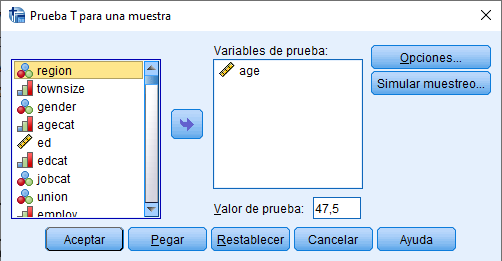 Prueba T para una muestra
region
townsize
gender
agecat
ed
edcat
jobcat
union
employ
Variables de prueba:
age
Valor de prueba: 47,5
Opciones...
Simular muestreo...
Aceptar Pegar Restablecer Cancelar Ayuda